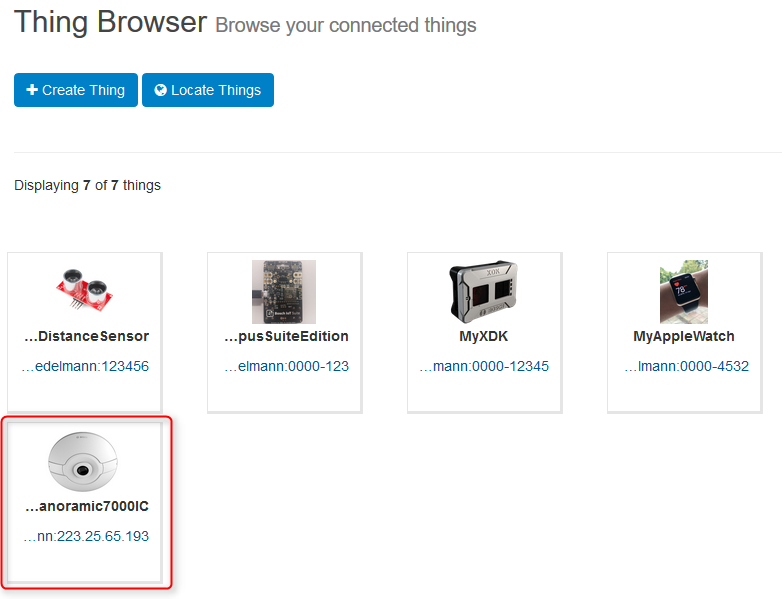 Thing Browser Browse your connected things
Create Thing Locate Things
Displaying 7 of 7 things
...DistanceSensor
...edelmann:123456
...pusSuiteEdition
...elmann:0000-123
XDK
MyXDK
...mann:0000-12345
78
MyAppleWatch
...lmann:0000-4532
...anoramic7000IC
...nn:223.25.65.193